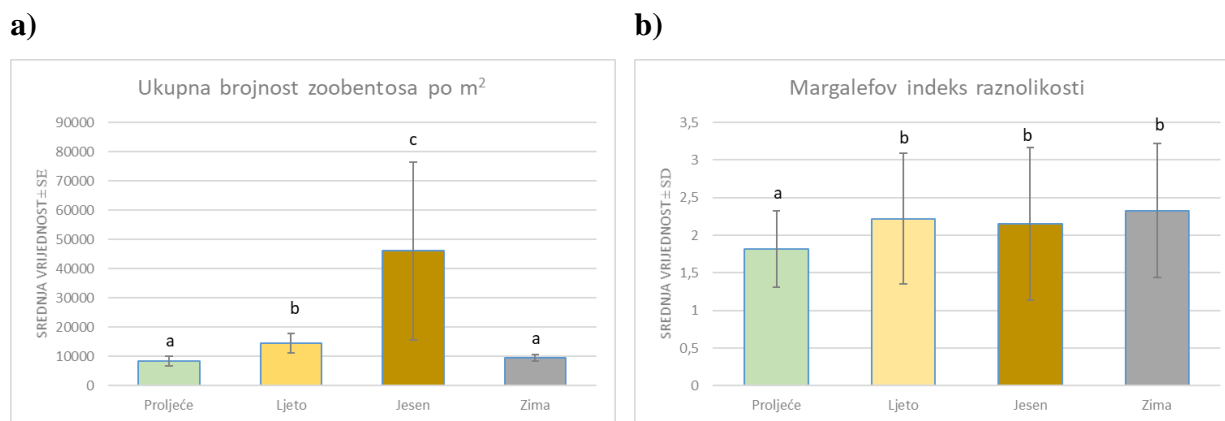 a)
Ukupna brojnost zoobentosa po m²
SREDNJA VRIJEDNOST±SE
90000
80000
70000
60000
50000
40000
30000
20000
10000
0
a
b
c
a
Proljeće Ljeto Jesen Zima
b)
Margalefov indeks raznolikosti
SREDNJA VRIJEDNOST±SD
3,5
3
2,5
2
1,5
1
0,5
0
a
b
b
b
Proljeće Ljeto Jesen Zima